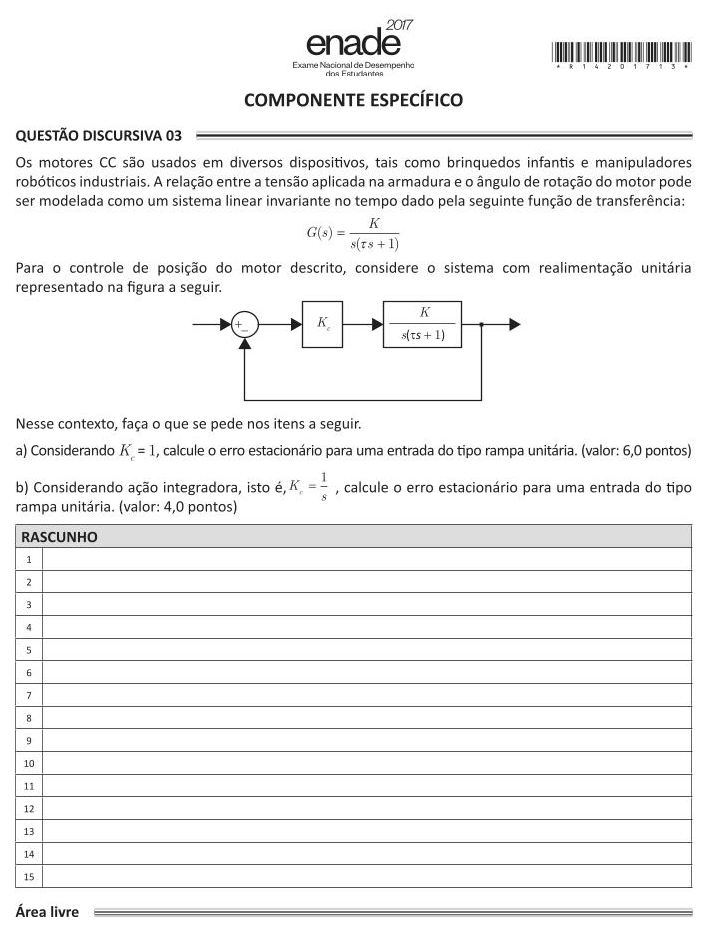 enade 2017
Exame Nacional de Desempenho
dos Estudantes
* R 1 4 2 0 1 7 1 3 *
COMPONENTE ESPECÍFICO
QUESTÃO DISCURSIVA 03
Os motores CC são usados em diversos dispositivos, tais como brinquedos infantis e manipuladores
robóticos industriais. A relação entre a tensão aplicada na armadura e o ângulo de rotação do motor pode
ser modelada como um sistema linear invariante no tempo dado pela seguinte função de transferência:
G(s) = K / s(τs + 1)
Para o controle de posição do motor descrito, considere o sistema com realimentação unitária
representado na figura a seguir.
+ − K_c K / s(τs + 1)
Nesse contexto, faça o que se pede nos itens a seguir.
a) Considerando K_c = 1, calcule o erro estacionário para uma entrada do tipo rampa unitária. (valor: 6,0 pontos)
b) Considerando ação integradora, isto é, K_c = 1/s , calcule o erro estacionário para uma entrada do tipo
rampa unitária. (valor: 4,0 pontos)
RASCUNHO
1
2
3
4
5
6
7
8
9
10
11
12
13
14
15
Área livre